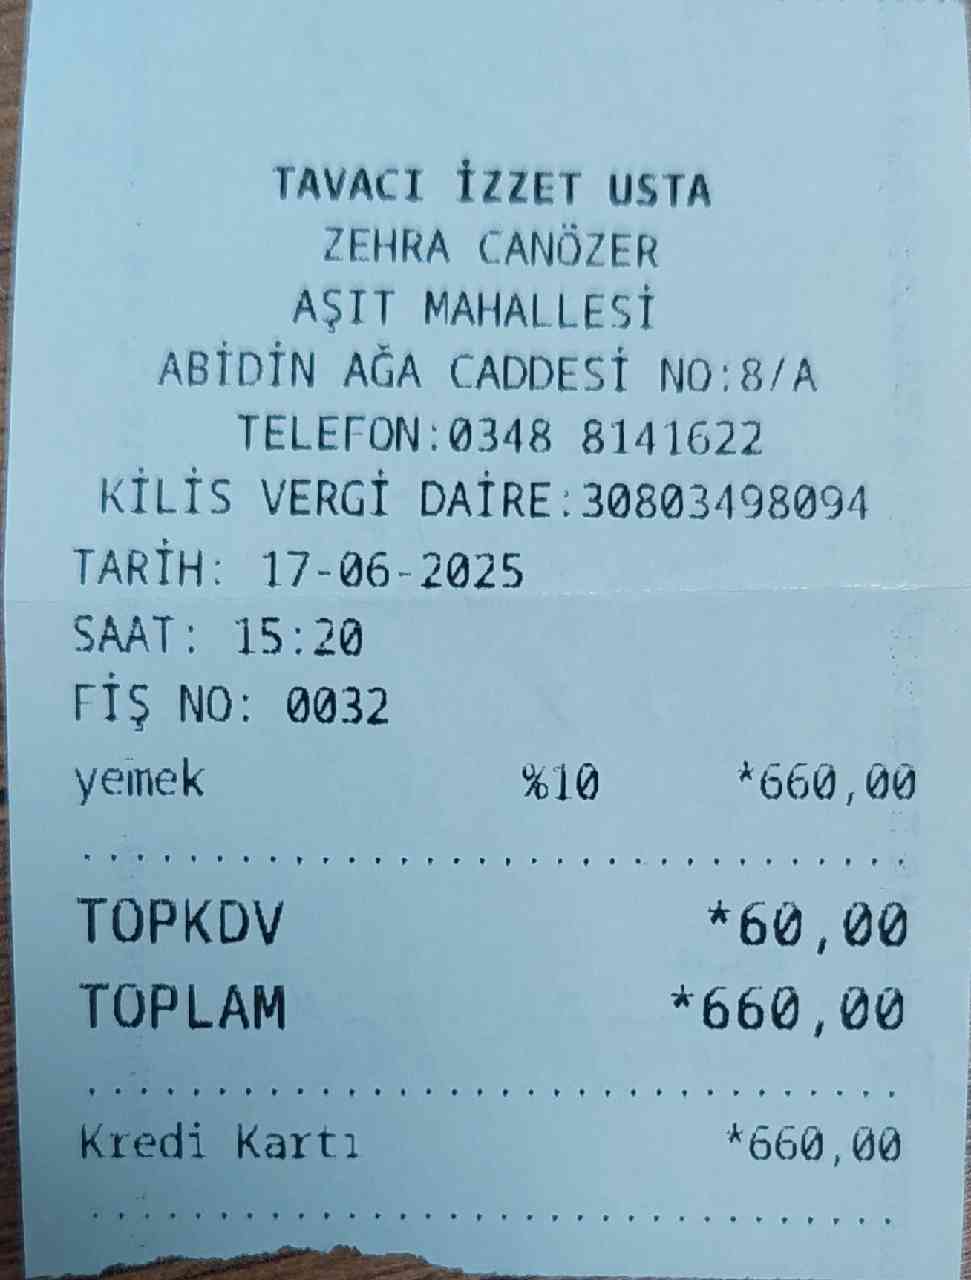 TAVACI İZZET USTA
ZEHRA CANÖZER
AŞIT MAHALLESİ
ABİDİN AĞA CADDESİ NO:8/A
TELEFON:0348 8141622
KİLİS VERGİ DAİRE:30803498094
TARİH: 17-06-2025
SAAT: 15:20
FİŞ NO: 0032
yemek %10 *660,00
TOPKDV *60,00
TOPLAM *660,00
Kredi Kartı *660,00